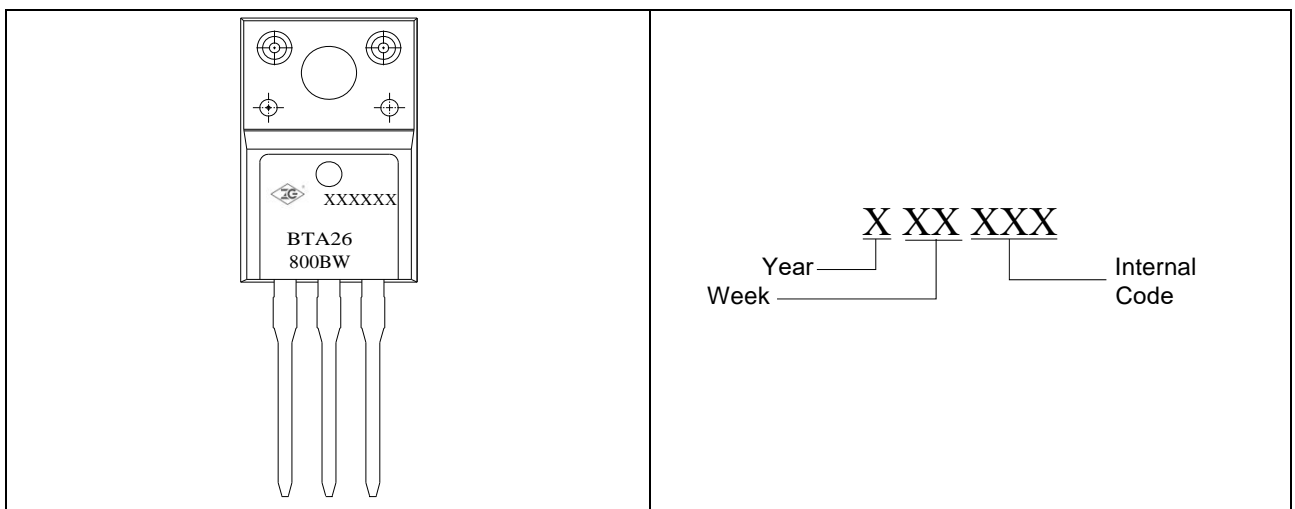 XXXXXX
BTA26
800BW
X XX XXX
Year
Week
Internal
Code